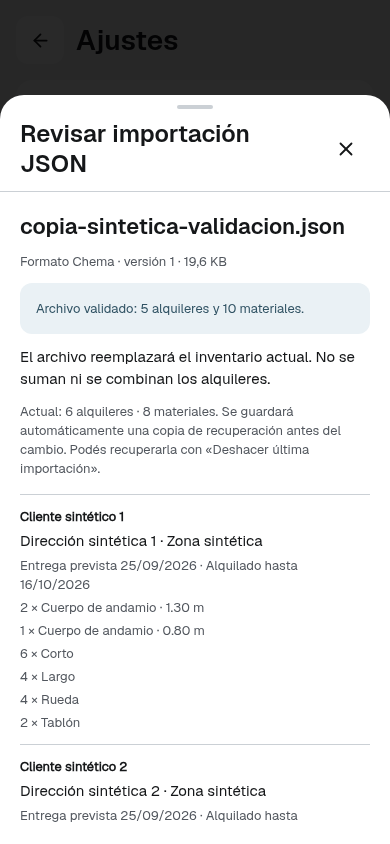 Ajustes
Revisar importación
JSON
copia-sintetica-validacion.json
Formato Chema · versión 1 · 19,6 KB
Archivo validado: 5 alquileres y 10 materiales.
El archivo reemplazará el inventario actual. No se
suman ni se combinan los alquileres.
Actual: 6 alquileres · 8 materiales. Se guardará
automáticamente una copia de recuperación antes del
cambio. Podés recuperarla con «Deshacer última
importación».
Cliente sintético 1
Dirección sintética 1 · Zona sintética
Entrega prevista 25/09/2026 · Alquilado hasta
16/10/2026
2 × Cuerpo de andamio · 1.30 m
1 × Cuerpo de andamio · 0.80 m
6 × Corto
4 × Largo
4 × Rueda
2 × Tablón
Cliente sintético 2
Dirección sintética 2 · Zona sintética
Entrega prevista 25/09/2026 · Alquilado hasta